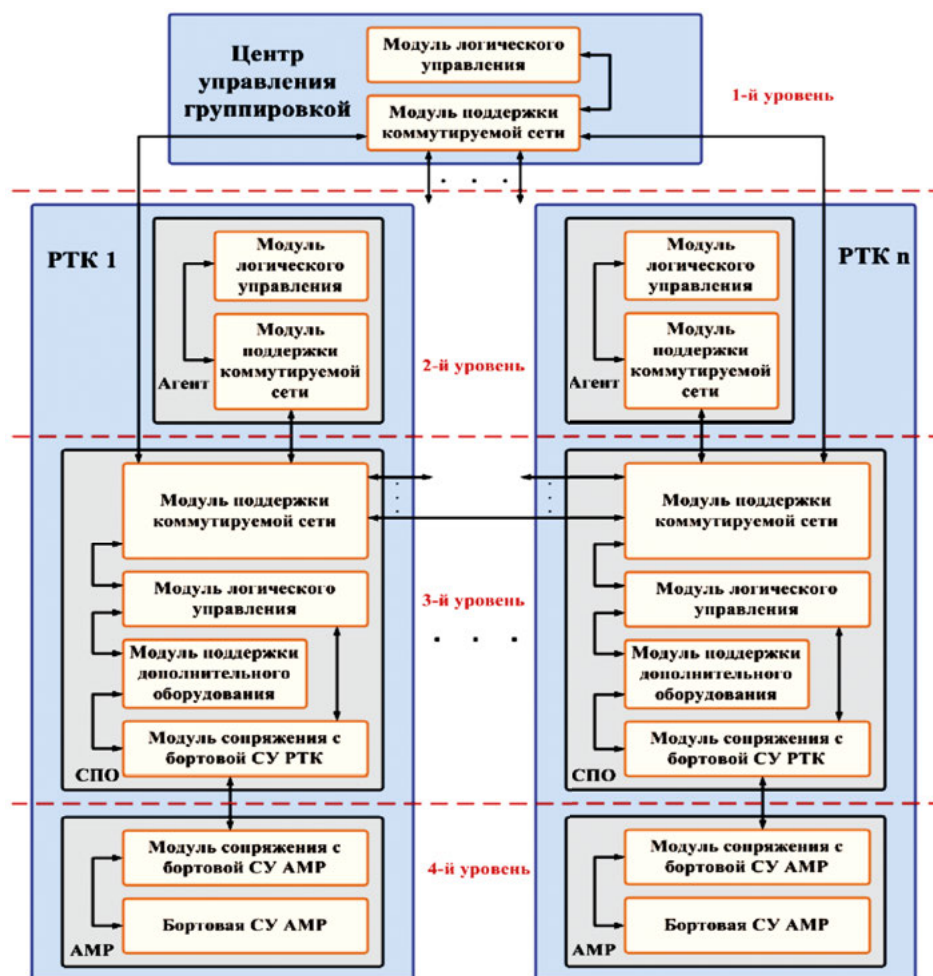 Центр
управления
группировкой
Модуль логического
управления
Модуль поддержки
коммутируемой сети
1-й уровень
РТК 1
Модуль
логического
управления
Модуль
поддержки
коммутируемой
сети
Агент
2-й уровень
Модуль
логического
управления
Модуль
поддержки
коммутируемой
сети
Агент
РТК n
Модуль поддержки
коммутируемой сети
Модуль логического
управления
Модуль поддержки
дополнительного
оборудования
Модуль сопряжения с
бортовой СУ РТК
СПО
3-й уровень
Модуль поддержки
коммутируемой сети
Модуль логического
управления
Модуль поддержки
дополнительного
оборудования
Модуль сопряжения с
бортовой СУ РТК
СПО
Модуль сопряжения с
бортовой СУ АМР
Бортовая СУ АМР
АМР
4-й уровень
Модуль сопряжения с
бортовой СУ АМР
Бортовая СУ АМР
АМР